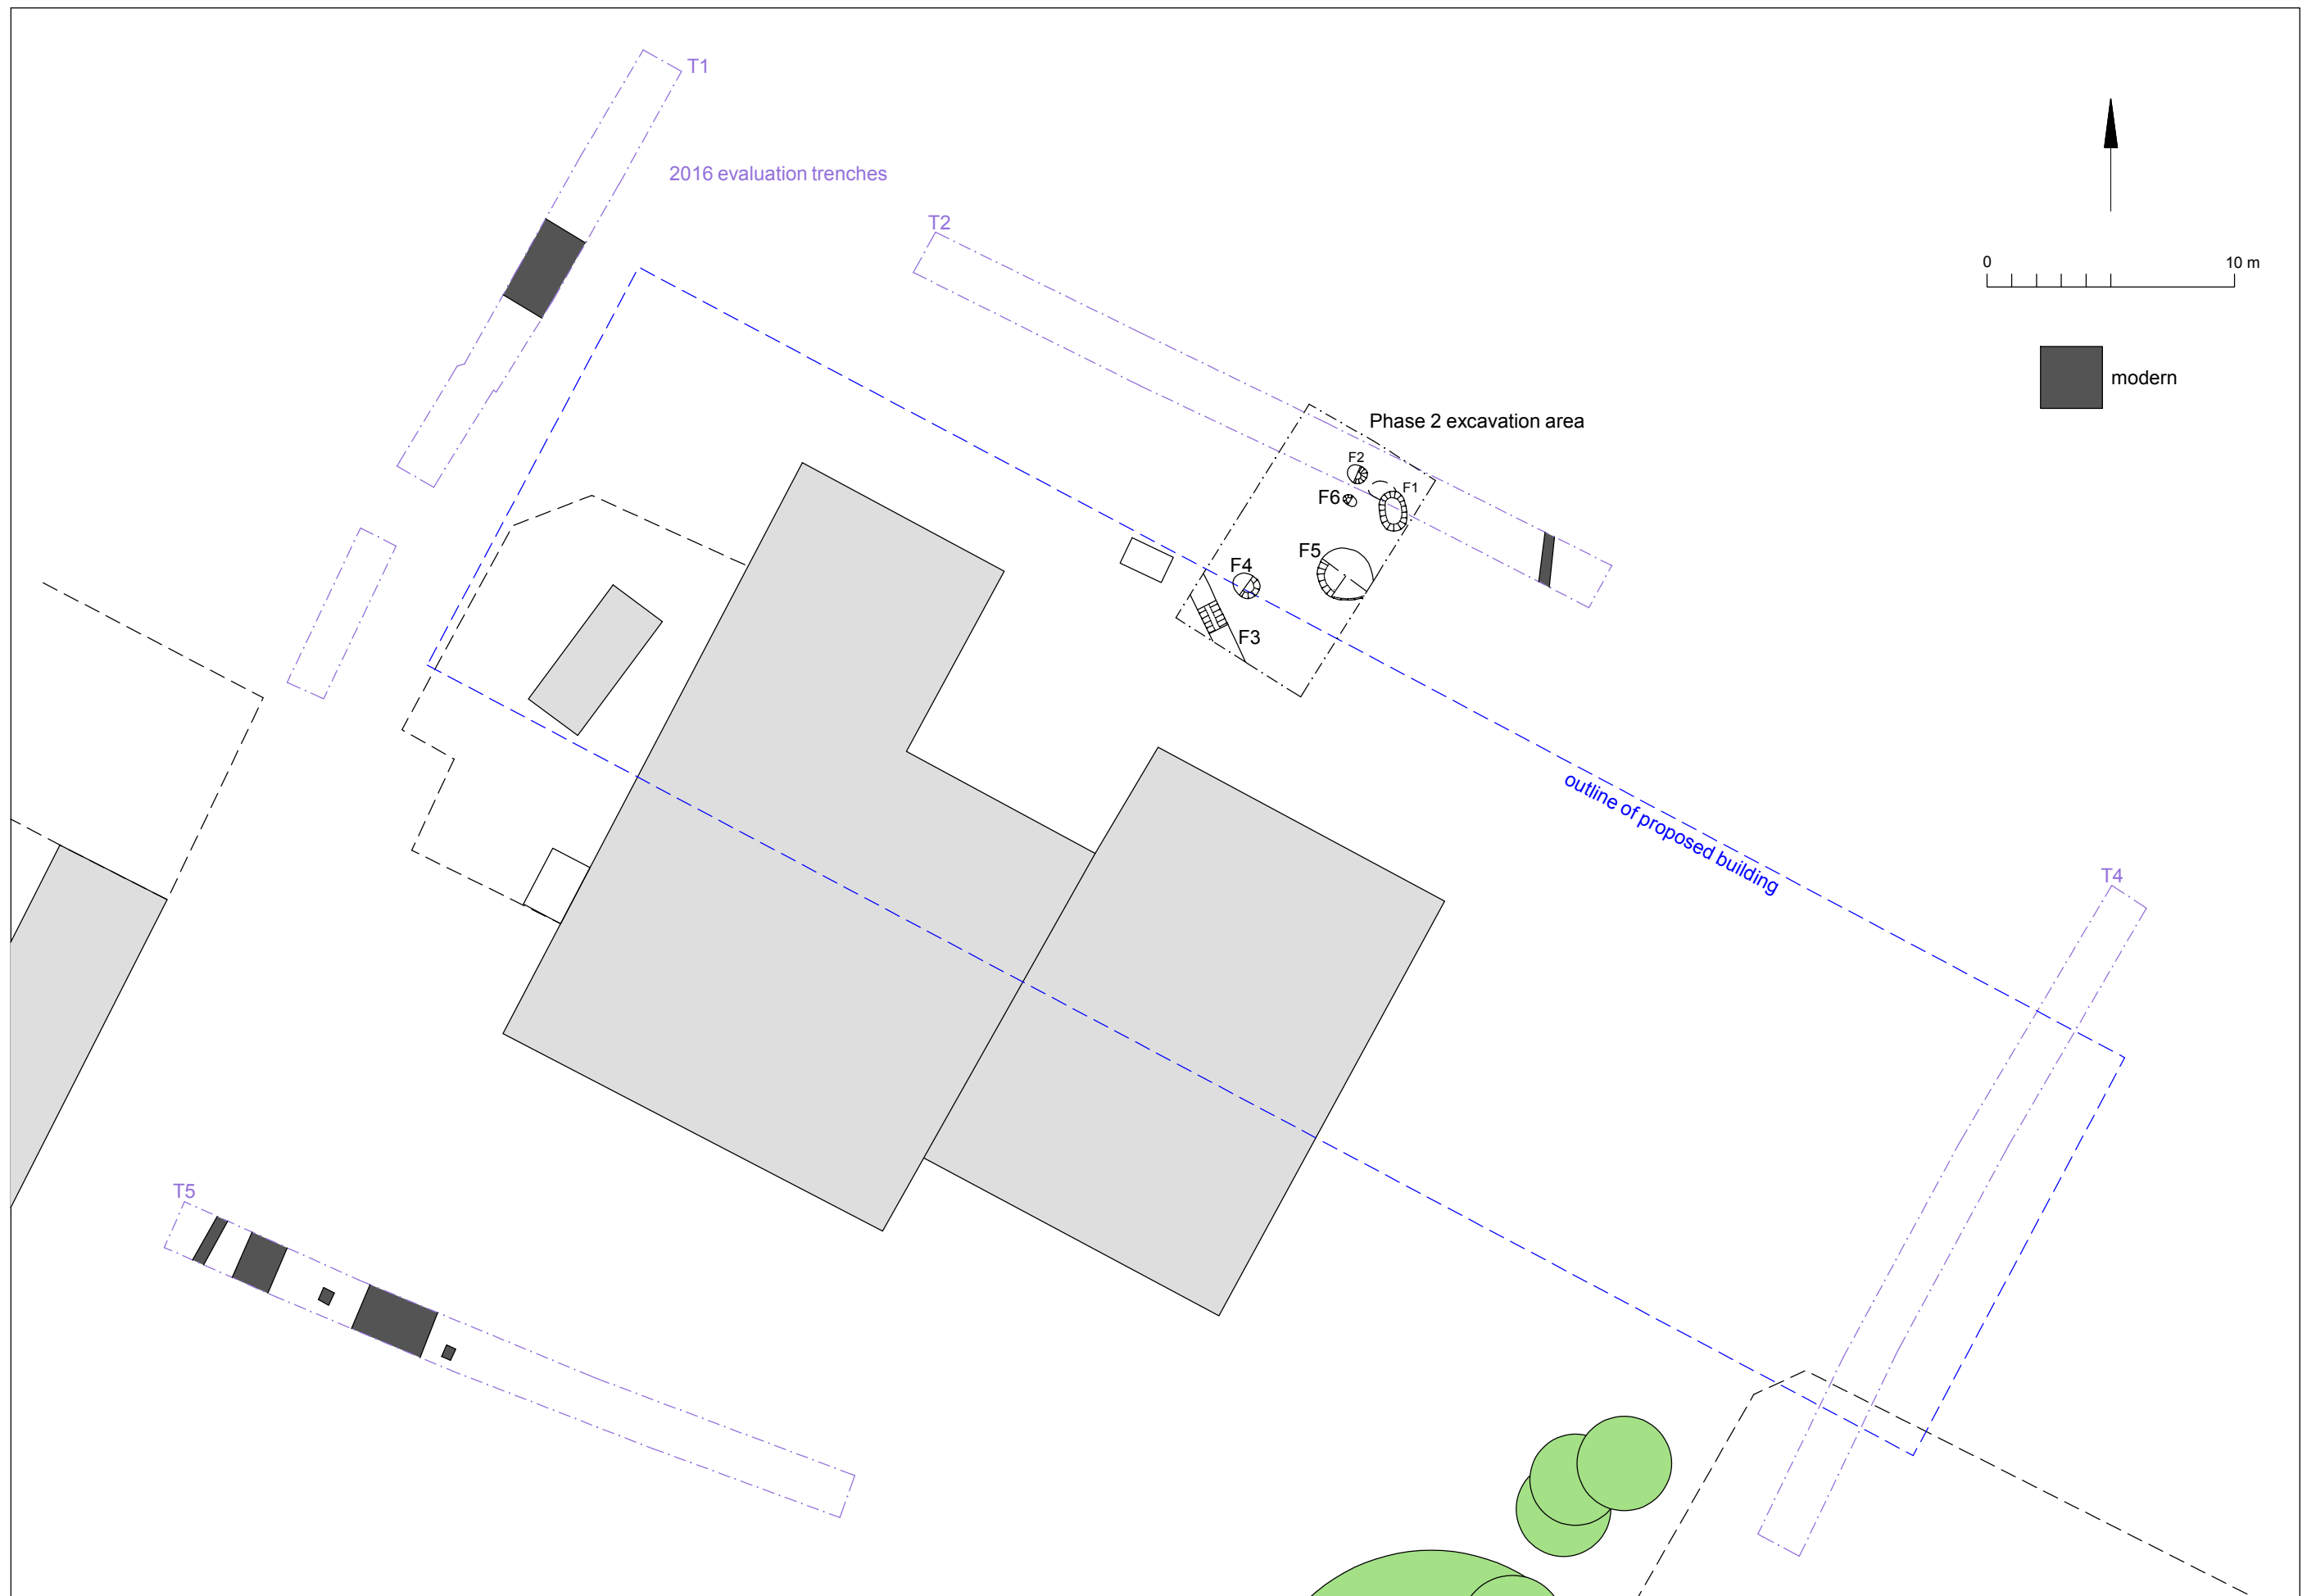 T1
2016 evaluation trenches
T2
0
10 m
modern
Phase 2 excavation area
F2
F1
F6
F5
F4
F3
outline of proposed building
T4
T5